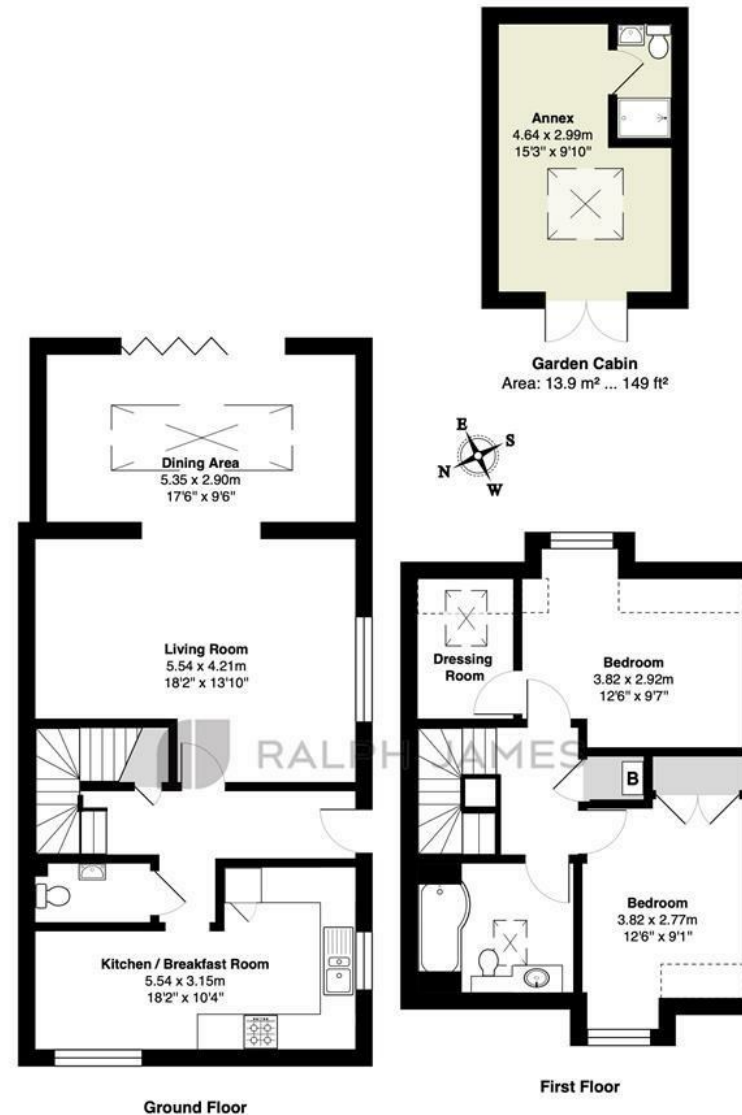 Annex
4.64 x 2.99m
15'3" x 9'10"
Garden Cabin
Area: 13.9 m² ... 149 ft²
E
S
N
W
Dining Area
5.35 x 2.90m
17'6" x 9'6"
Living Room
5.54 x 4.21m
18'2" x 13'10"
Dressing
Room
Bedroom
3.82 x 2.92m
12'6" x 9'7"
RALPH JAMES
B
Bedroom
3.82 x 2.77m
12'6" x 9'1"
Kitchen / Breakfast Room
5.54 x 3.15m
18'2" x 10'4"
Ground Floor
First Floor